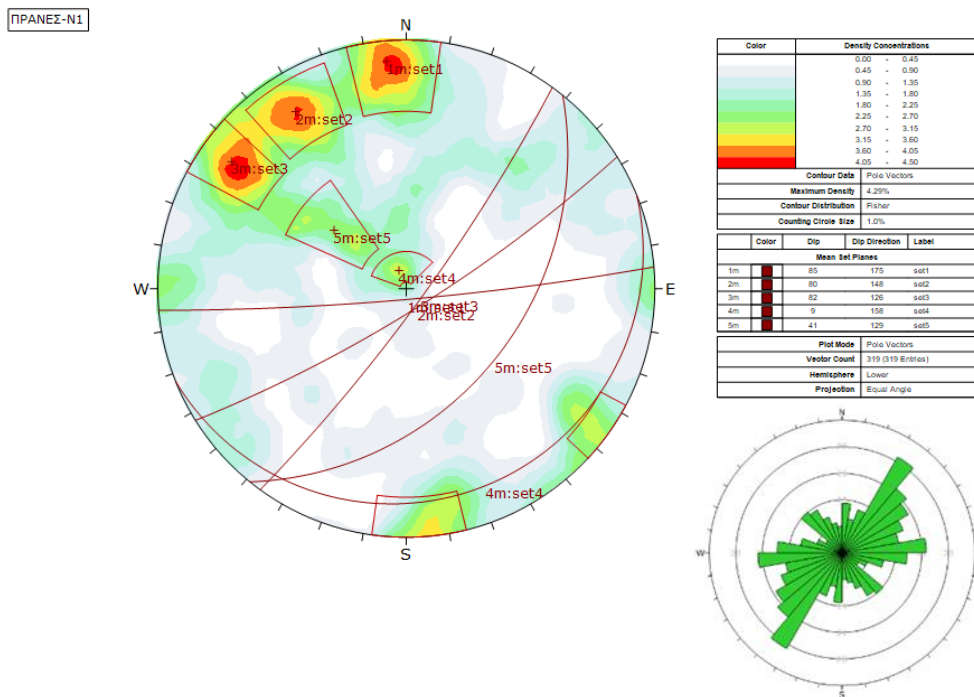 ΠΡΑΝΕΣ-Ν1
N
1m:set1
2m:set2
3m:set3
5m:set5
4m:set4
W
E
1m:set1
3m:set3
2m:set2
5m:set5
4m:set4
S
Color Density Concentrations
0.00 - 0.45
0.45 - 0.90
0.90 - 1.35
1.35 - 1.80
1.80 - 2.25
2.25 - 2.70
2.70 - 3.15
3.15 - 3.60
3.60 - 4.05
4.05 - 4.50
Contour Data Pole Vectors
Maximum Density 4.29%
Contour Distribution Fisher
Counting Circle Size 1.0%
Color Dip Dip Direction Label
Mean Set Planes
1m 85 175 set1
2m 80 148 set2
3m 82 126 set3
4m 9 158 set4
5m 41 129 set5
Plot Mode Pole Vectors
Vector Count 319 (319 Entries)
Hemisphere Lower
Projection Equal Angle
N
W
S